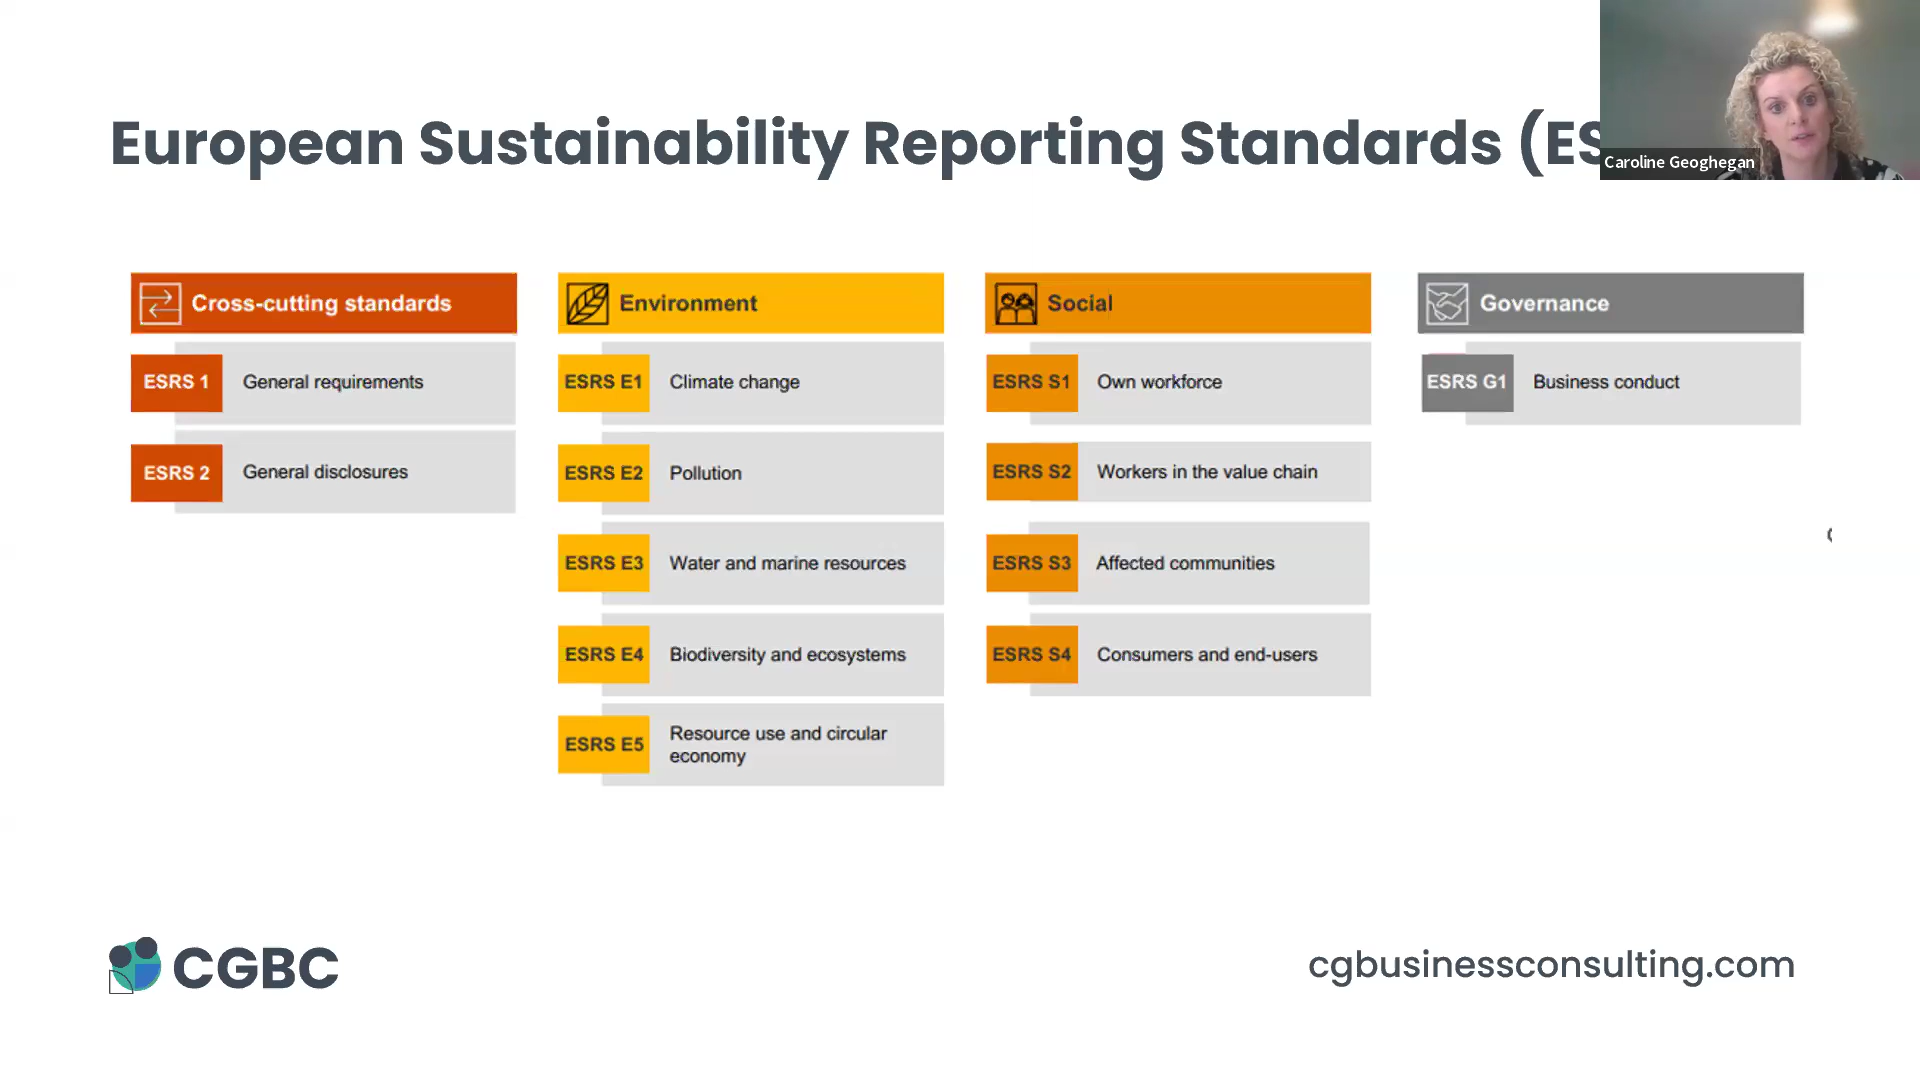 European Sustainability Reporting Standards (ES
Caroline Geoghegan
Cross-cutting standards
ESRS 1 General requirements
ESRS 2 General disclosures
Environment
ESRS E1 Climate change
ESRS E2 Pollution
ESRS E3 Water and marine resources
ESRS E4 Biodiversity and ecosystems
ESRS E5 Resource use and circular
economy
Social
ESRS S1 Own workforce
ESRS S2 Workers in the value chain
ESRS S3 Affected communities
ESRS S4 Consumers and end-users
Governance
ESRS G1 Business conduct
CGBC
cgbusinessconsulting.com